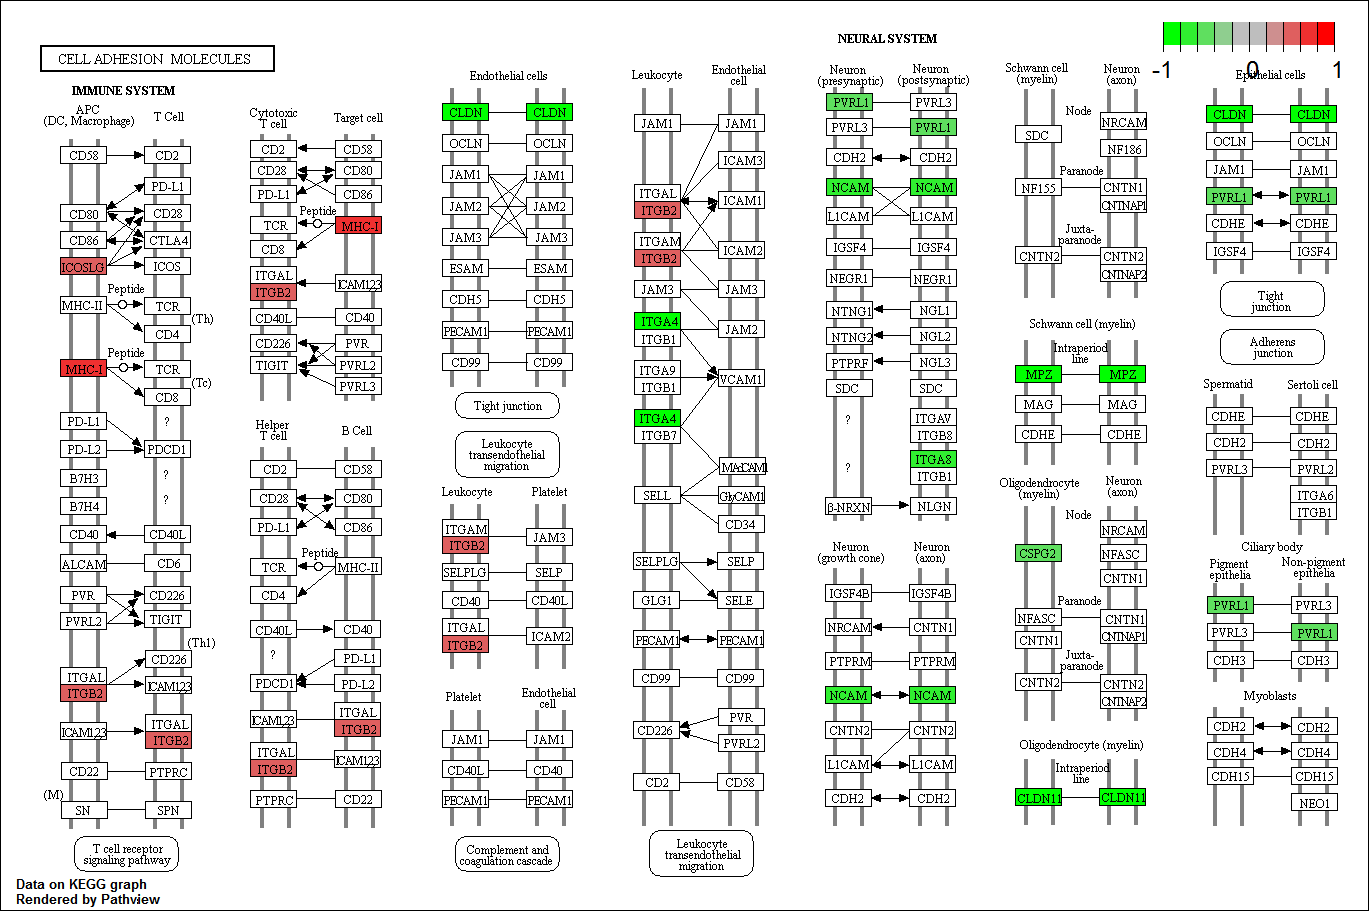 CELL ADHESION MOLECULES
IMMUNE SYSTEM
APC
(DC, Macrophage)
T Cell
CD58
CD2
PD-L1
CD80
CD28
CD86
CTLA4
ICOSLG
ICOS
Peptide
MHC-II
TCR
(Th)
CD4
Peptide
MHC-I
TCR
(Tc)
CD8
PD-L1
?
PD-L2
PDCD1
B7H3
?
B7H4
?
CD40
CD40L
ALCAM
CD6
PVR
CD226
PVRL2
TIGIT
(Th1)
CD226
ITGAL
ITGB2
ICAM123
ITGAL
ICAM123
ITGB2
CD22
PTPRC
(M)
SN
SPN
T cell receptor
signaling pathway
Cytotoxic
T cell
Target cell
CD2
CD58
CD28
CD80
PD-L1
CD86
Peptide
TCR
MHC-I
CD8
ITGAL
ITGB2
ICAM123
CD40L
CD40
CD226
PVR
TIGIT
PVRL2
PVRL3
Helper
T cell
B Cell
CD2
CD58
CD28
CD80
PD-L1
CD86
Peptide
TCR
MHC-II
CD4
CD40L
CD40
?
PD-L1
PDCD1
PD-L2
ICAM123
ITGAL
ITGB2
ITGAL
ITGB2
ICAM123
PTPRC
CD22
Endothelial cells
CLDN
CLDN
OCLN
OCLN
JAM1
JAM1
JAM2
JAM2
JAM3
JAM3
ESAM
ESAM
CDH5
CDH5
PECAM1
PECAM1
CD99
CD99
Tight junction
Leukocyte
transendothelial
migration
Leukocyte
Platelet
ITGAM
ITGB2
JAM3
SELPLG
SELP
CD40
CD40L
ITGAL
ITGB2
ICAM2
Platelet
Endothelial
cell
JAM1
JAM1
CD40L
CD40
PECAM1
PECAM1
Complement and
coagulation cascade
Leukocyte
Endothelial
cell
JAM1
JAM1
ICAM3
ITGAL
ITGB2
ICAM1
ITGAM
ITGB2
ICAM2
JAM3
JAM3
ITGA4
ITGB1
JAM2
ITGA9
ITGB1
VCAM1
ITGA4
ITGB7
SELL
GlyCAM1
CD34
SELPLG
SELP
GLG1
SELE
PECAM1
PECAM1
CD99
CD99
CD226
PVR
PVRL2
CD2
CD58
Leukocyte
transendothelial
migration
NEURAL SYSTEM
Neuron
(presynaptic)
Neuron
(postsynaptic)
PVRL1
PVRL3
PVRL3
PVRL1
CDH2
CDH2
NCAM
NCAM
L1CAM
L1CAM
IGSF4
IGSF4
NEGR1
NEGR1
NTNG1
NGL1
NTNG2
NGL2
PTPRF
NGL3
SDC
SDC
?
ITGAV
ITGB8
?
ITGA8
ITGB1
β-NRXN
NLGN
Neuron
(growth cone)
Neuron
(axon)
IGSF4B
IGSF4B
NRCAM
CNTN1
PTPRM
PTPRM
NCAM
NCAM
CNTN2
CNTN2
L1CAM
L1CAM
CDH2
CDH2
Schwann cell
(myelin)
Neuron
(axon)
Node
NRCAM
SDC
NF186
Paranode
NF155
CNTN1
CNTNAP1
Juxta-
paranode
CNTN2
CNTN2
CNTNAP2
Schwann cell (myelin)
Intraperiod
line
MPZ
MPZ
MAG
MAG
CDHE
CDHE
Oligodendrocyte
(myelin)
Neuron
(axon)
Node
NRCAM
CSPG2
NFASC
CNTN1
Paranode
NFASC
CNTN1
CNTN1
CNTNAP1
Juxta-
paranode
CNTN2
CNTN2
CNTNAP2
Oligodendrocyte (myelin)
Intraperiod
line
CLDN11
CLDN11
-1
0
1
Epithelial cells
CLDN
CLDN
OCLN
OCLN
JAM1
JAM1
PVRL1
PVRL1
CDHE
CDHE
IGSF4
IGSF4
Tight
junction
Adherens
junction
Spermatid
Sertoli cell
CDHE
CDHE
CDH2
CDH2
PVRL3
PVRL2
ITGA6
ITGB1
Ciliary body
Pigment
epithelia
Non-pigment
epithelia
PVRL1
PVRL3
PVRL3
PVRL1
CDH3
CDH3
Myoblasts
CDH2
CDH2
CDH4
CDH4
CDH15
CDH15
NEO1
Data on KEGG graph
Rendered by Pathview